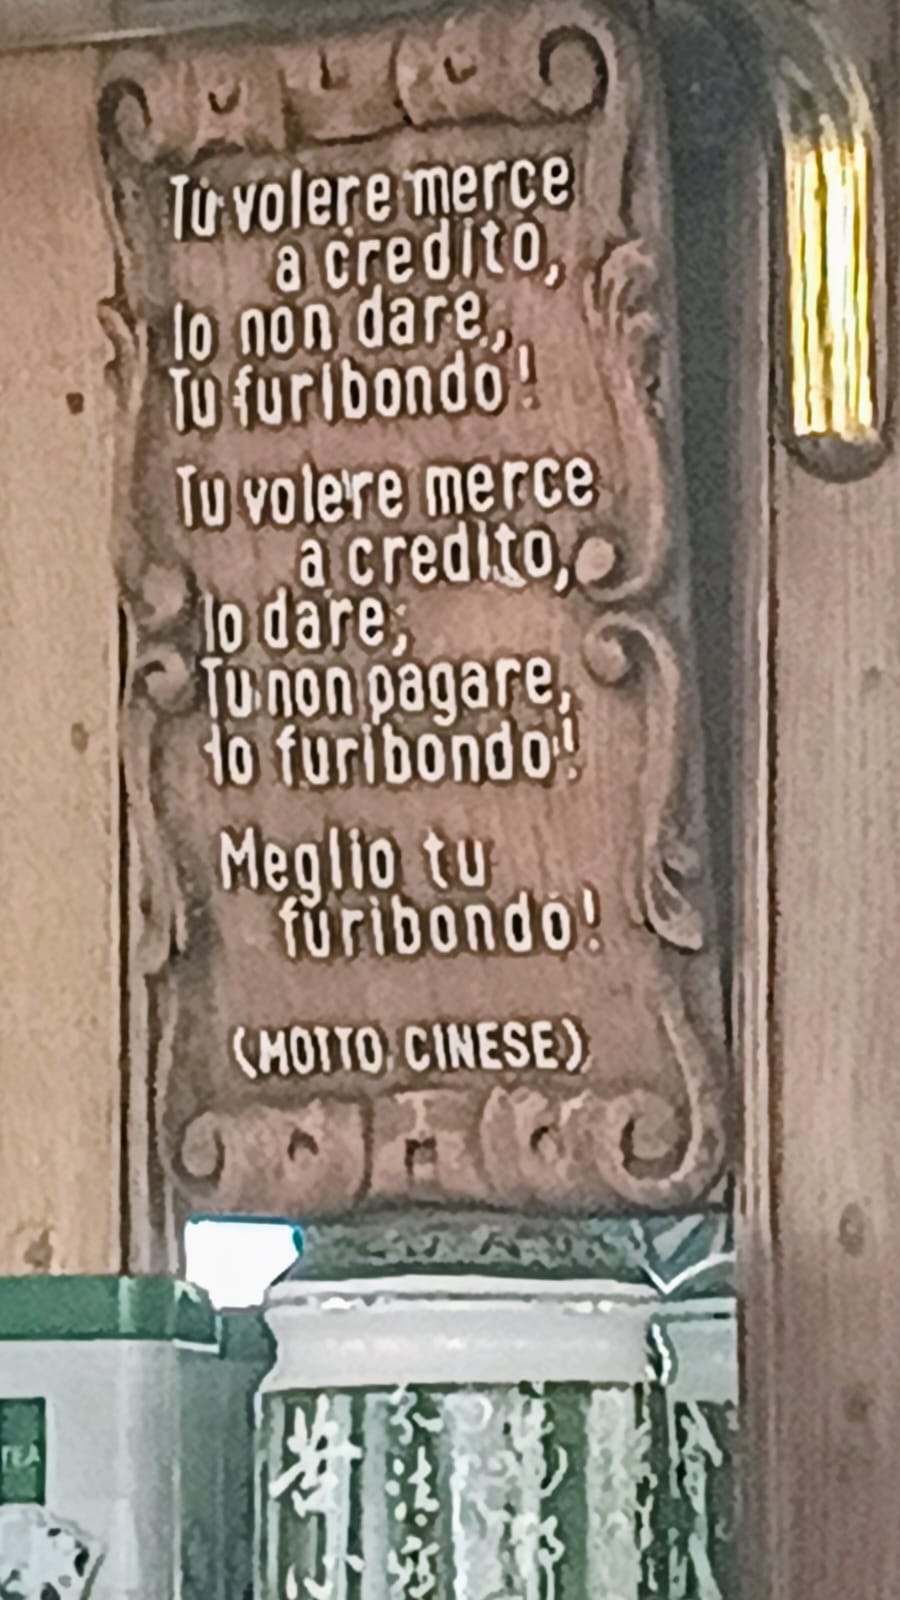 Tu volere merce
a credito,
Io non dare,
Tu furibondo!
Tu volere merce
a credito,
Io dare;
Tu non pagare,
Io furibondo!
Meglio tu
furibondo!
(MOTTO CINESE)
TEA